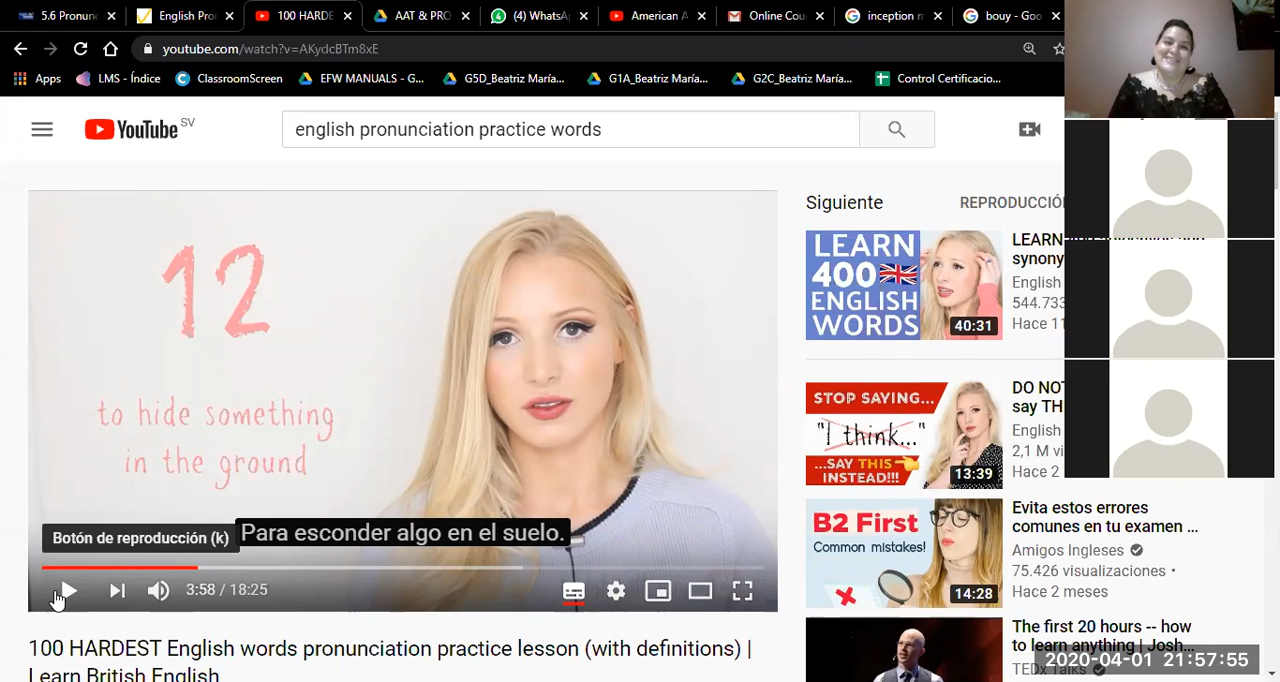 5.6 Pronunc
English Pro
100 HARDE
AAT & PRO
(4) WhatsA
American A
Online Cou
inception m
bouy - Goo
youtube.com/watch?v=AKydcBTm8xE
Apps
LMS - Índice
ClassroomScreen
EFW MANUALS - G...
G5D_Beatriz María...
G1A_Beatriz María...
G2C_Beatriz María...
Control Certificacio...
YouTube SV
english pronunciation practice words
12
to hide something
in the ground
Botón de reproducción (k)
Para esconder algo en el suelo.
3:58 / 18:25
100 HARDEST English words pronunciation practice lesson (with definitions) |
Learn British English
Siguiente
REPRODUCCIÓ
LEARN
400
ENGLISH
WORDS
40:31
LEARN
synony
English
544.733
Hace 11
STOP SAYING...
"I think..."
...SAY THIS
INSTEAD!!!
13:39
DO NOT
say TH
English
2,1 M vi
Hace 2
B2 First
Common mistakes!
14:28
Evita estos errores
comunes en tu examen ...
Amigos Ingleses
75.426 visualizaciones •
Hace 2 meses
The first 20 hours -- how
to learn anything | Josh
TEDx Talks
2020-04-01 21:57:55